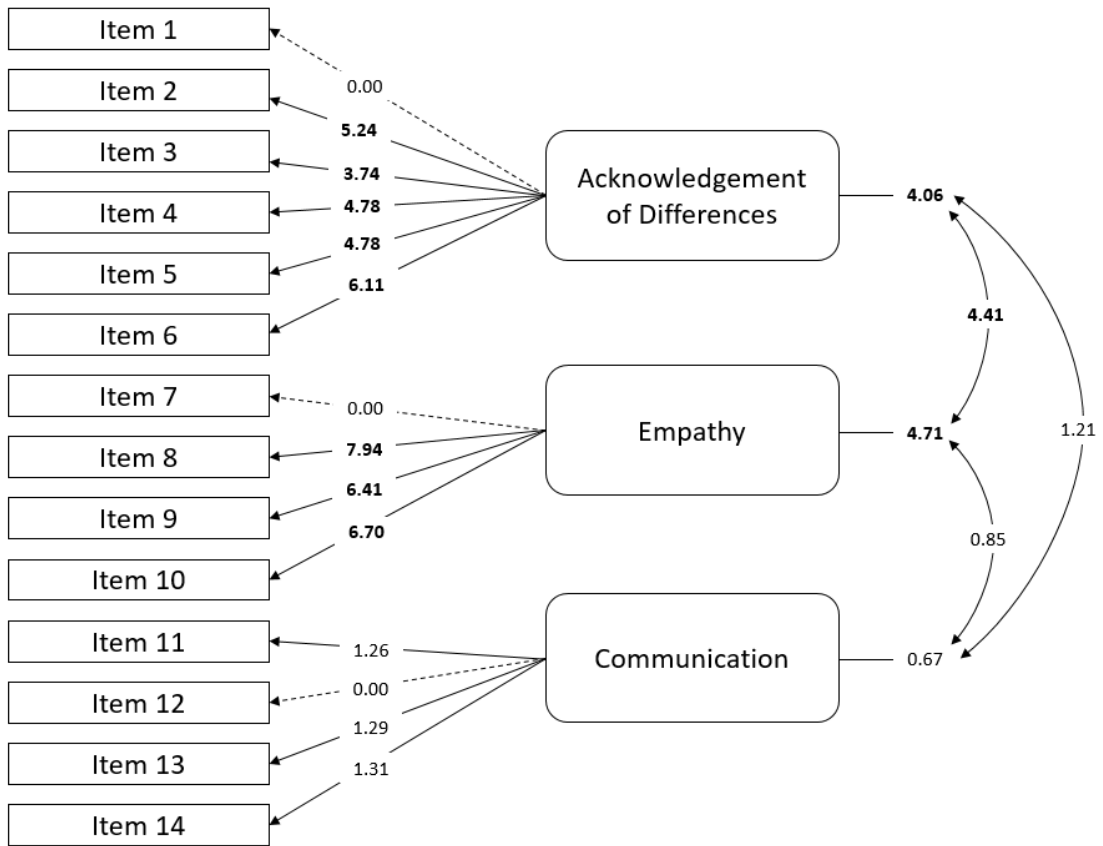 Item 1
0.00
Item 2
5.24
Item 3
3.74
Acknowledgement
of Differences
4.06
Item 4
4.78
Item 5
4.78
Item 6
6.11
4.41
Item 7
0.00
Item 8
7.94
Empathy
4.71
1.21
Item 9
6.41
Item 10
6.70
0.85
Item 11
1.26
Communication
0.67
Item 12
0.00
Item 13
1.29
Item 14
1.31